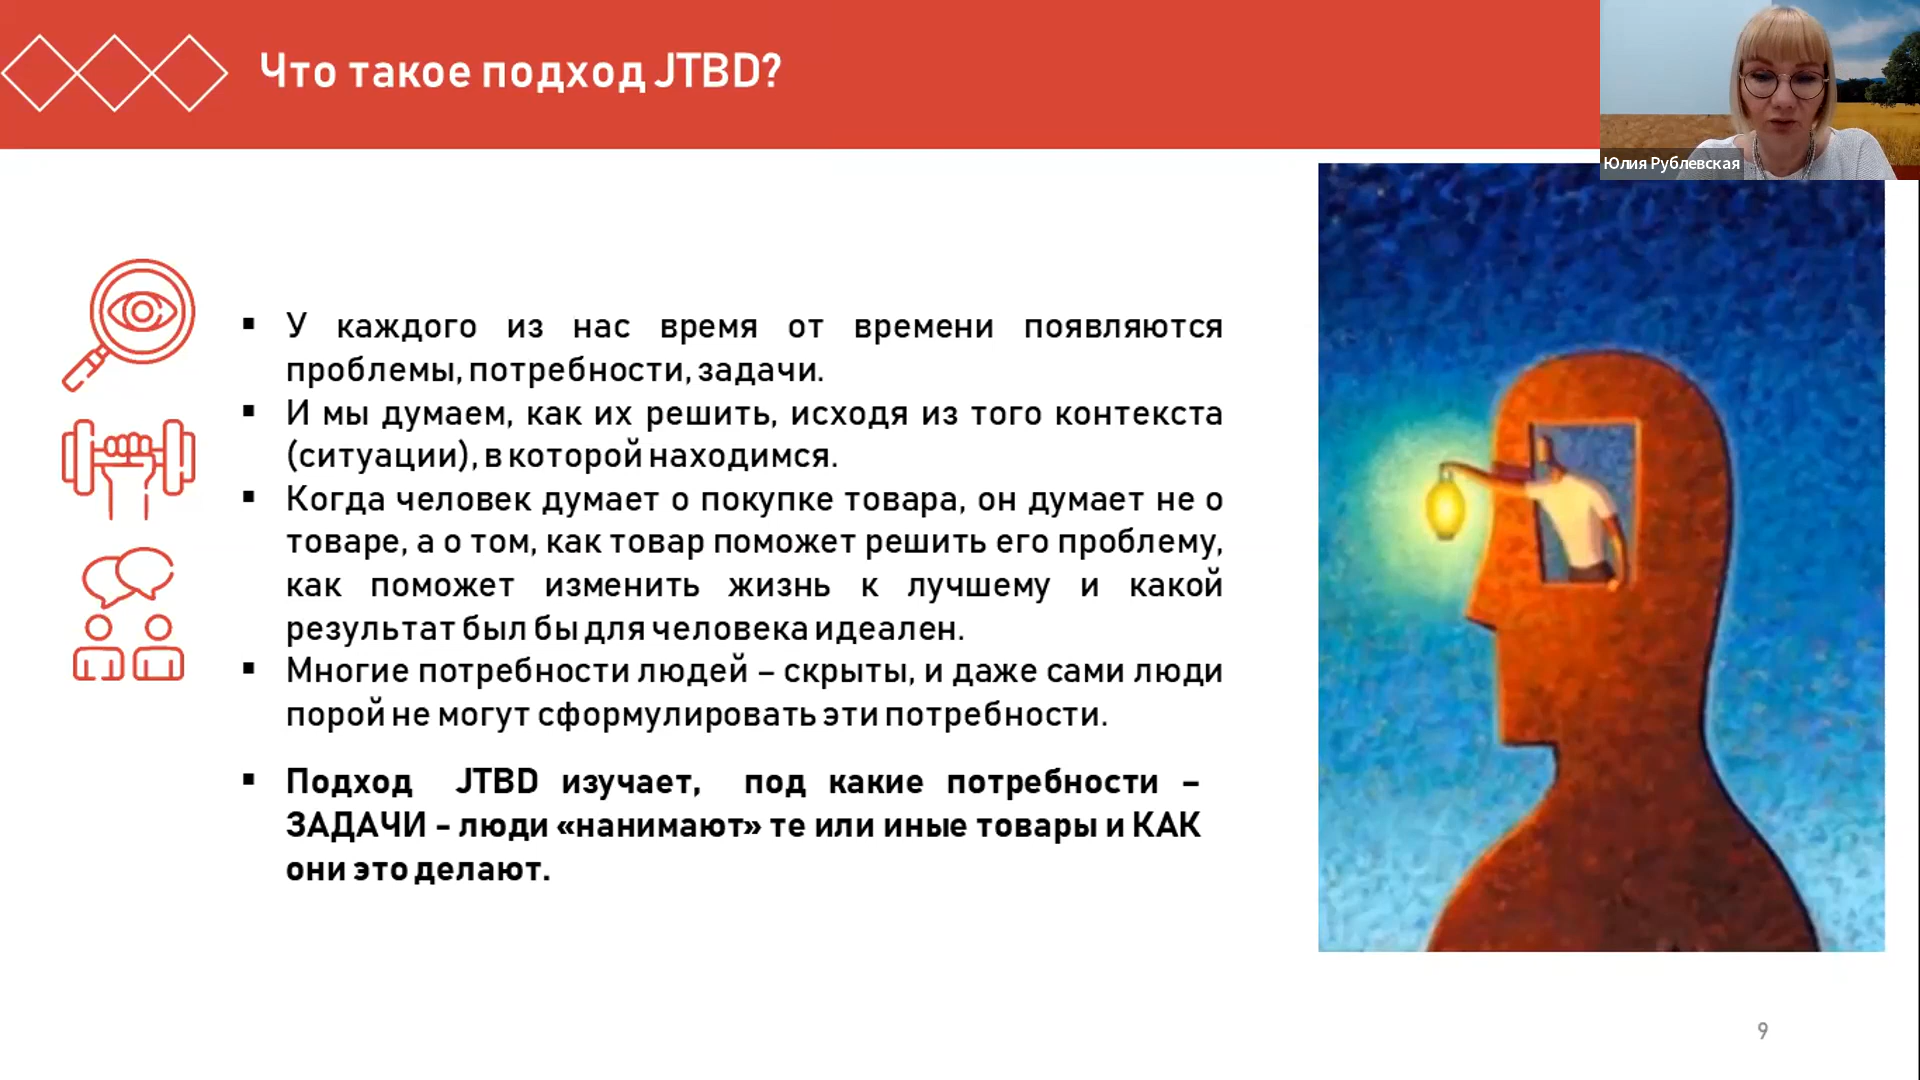 Что такое подход JTBD?
Юлия Рублевская
▪ У каждого из нас время от времени появляются
проблемы, потребности, задачи.
▪ И мы думаем, как их решить, исходя из того контекста
(ситуации), в которой находимся.
▪ Когда человек думает о покупке товара, он думает не о
товаре, а о том, как товар поможет решить его проблему,
как поможет изменить жизнь к лучшему и какой
результат был бы для человека идеален.
▪ Многие потребности людей – скрыты, и даже сами люди
порой не могут сформулировать эти потребности.
▪ Подход JTBD изучает, под какие потребности –
ЗАДАЧИ - люди «нанимают» те или иные товары и КАК
они это делают.
9